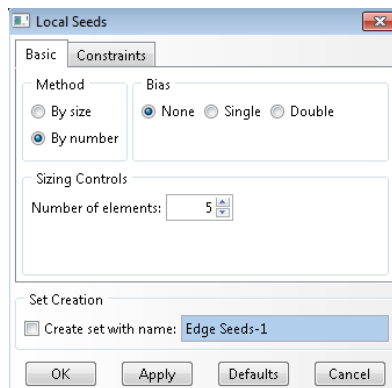 Local Seeds
Basic Constraints
Method Bias
By size None Single Double
By number
Sizing Controls
Number of elements: 5
Set Creation
Create set with name: Edge Seeds-1
OK Apply Defaults Cancel